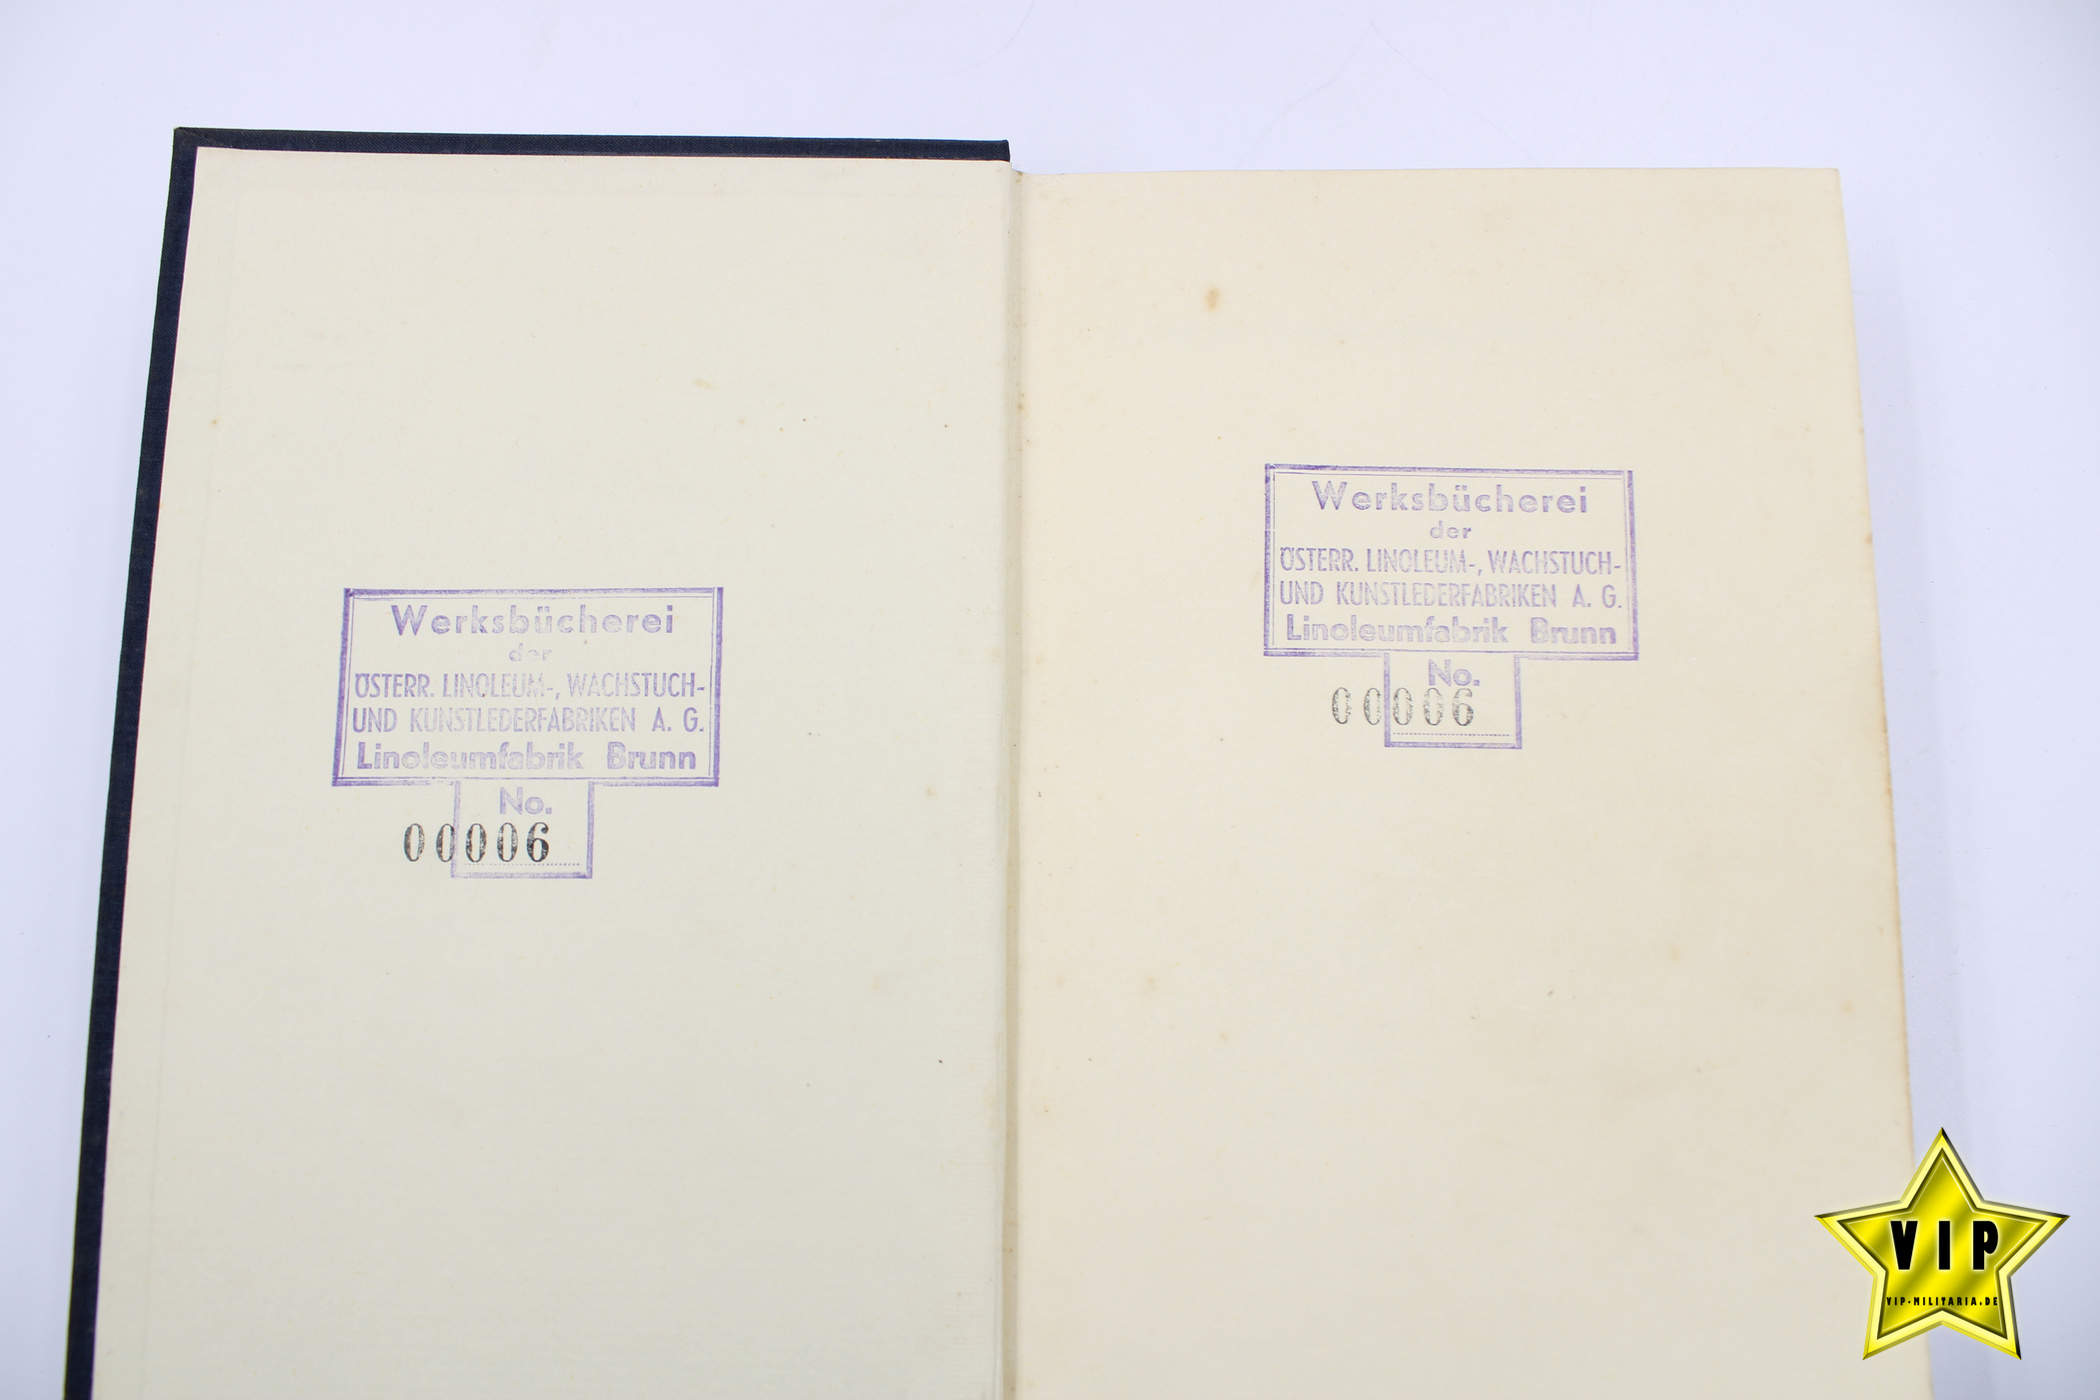 Werksbücherei
der
ÖSTERR. LINOLEUM-, WACHSTUCH-
UND KUNSTLEDERFABRIKEN A. G.
Linoleumfabrik Brunn
No.
00006
Werksbücherei
der
ÖSTERR. LINOLEUM-, WACHSTUCH-
UND KUNSTLEDERFABRIKEN A. G.
Linoleumfabrik Brunn
No.
00006
VIP
VIP-MILITARIA.DE